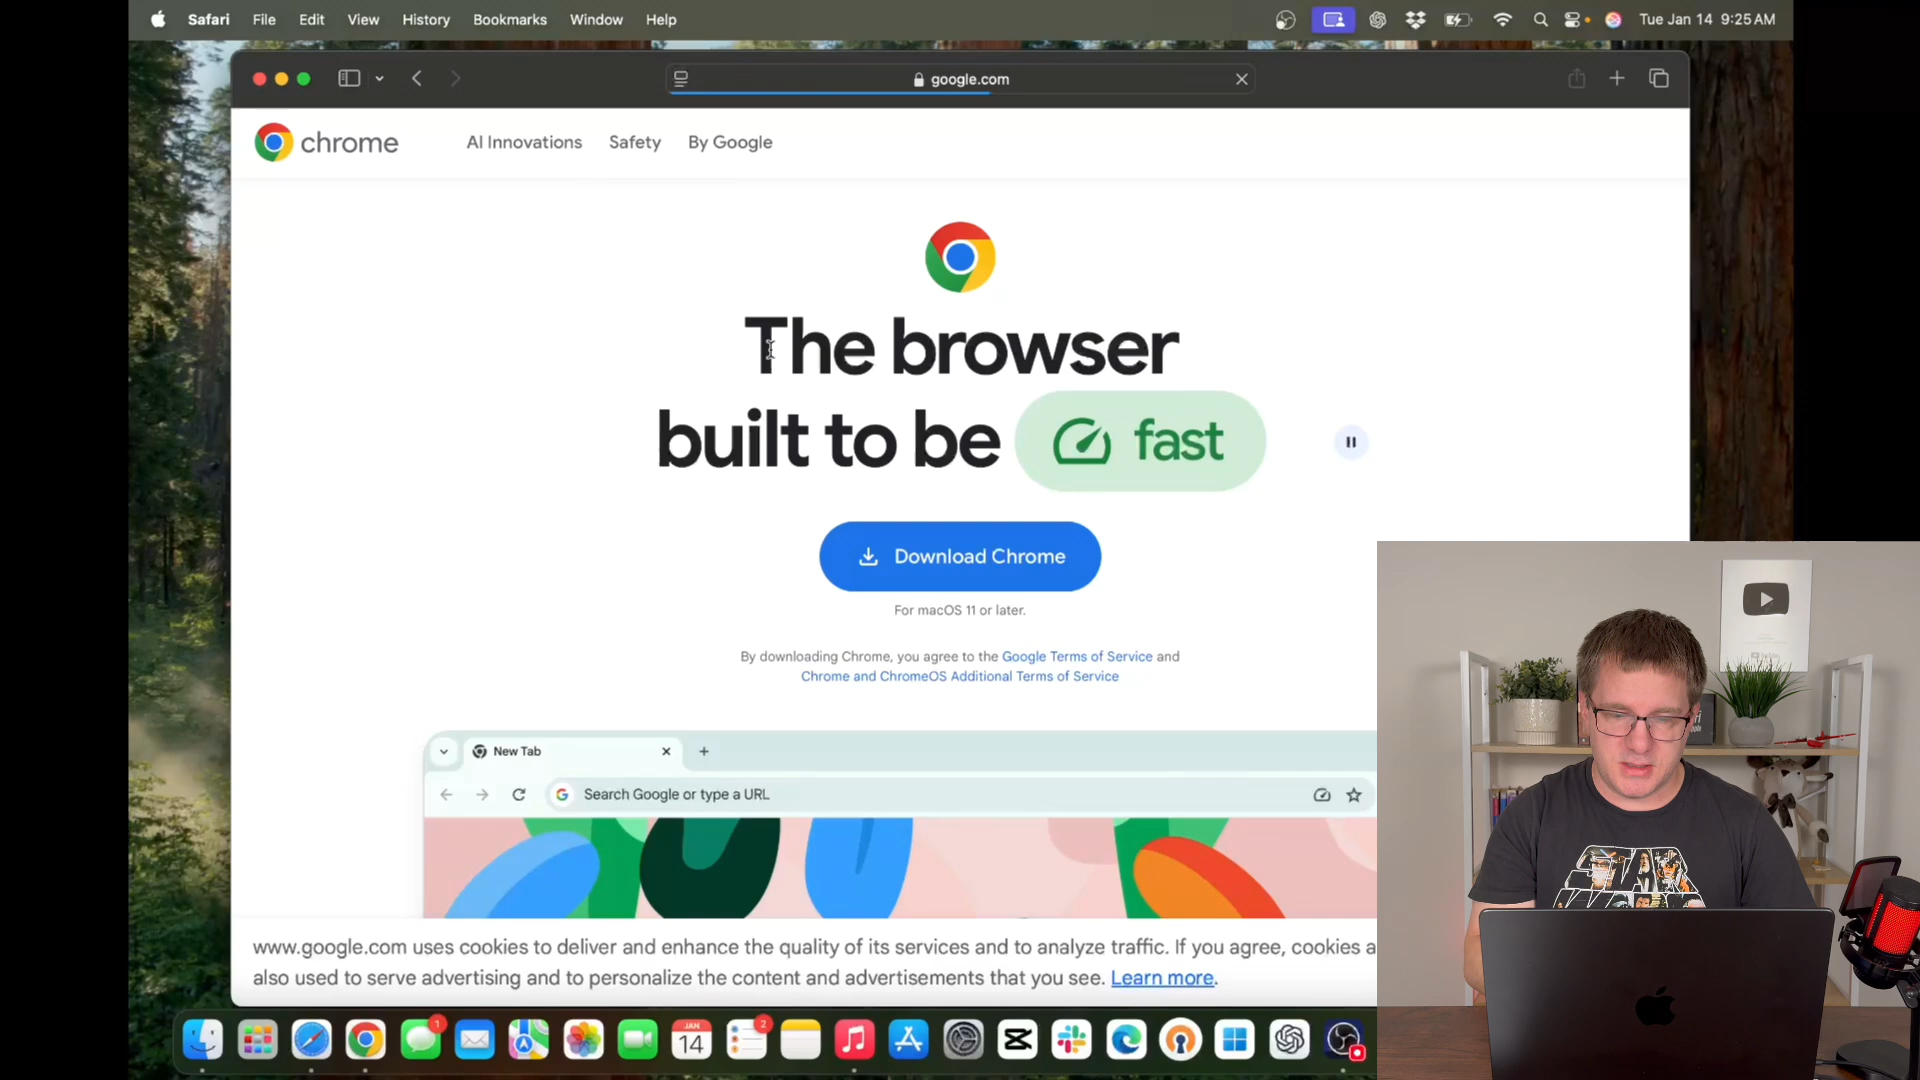 Safari File Edit View History Bookmarks Window Help Tue Jan 14 9:25 AM
google.com
chrome AI Innovations Safety By Google
The browser
built to be fast
Download Chrome
For macOS 11 or later.
By downloading Chrome, you agree to the Google Terms of Service and
Chrome and ChromeOS Additional Terms of Service
New Tab
Search Google or type a URL
www.google.com uses cookies to deliver and enhance the quality of its services and to analyze traffic. If you agree, cookies a
also used to serve advertising and to personalize the content and advertisements that you see. Learn more.
1
JAN
14
2